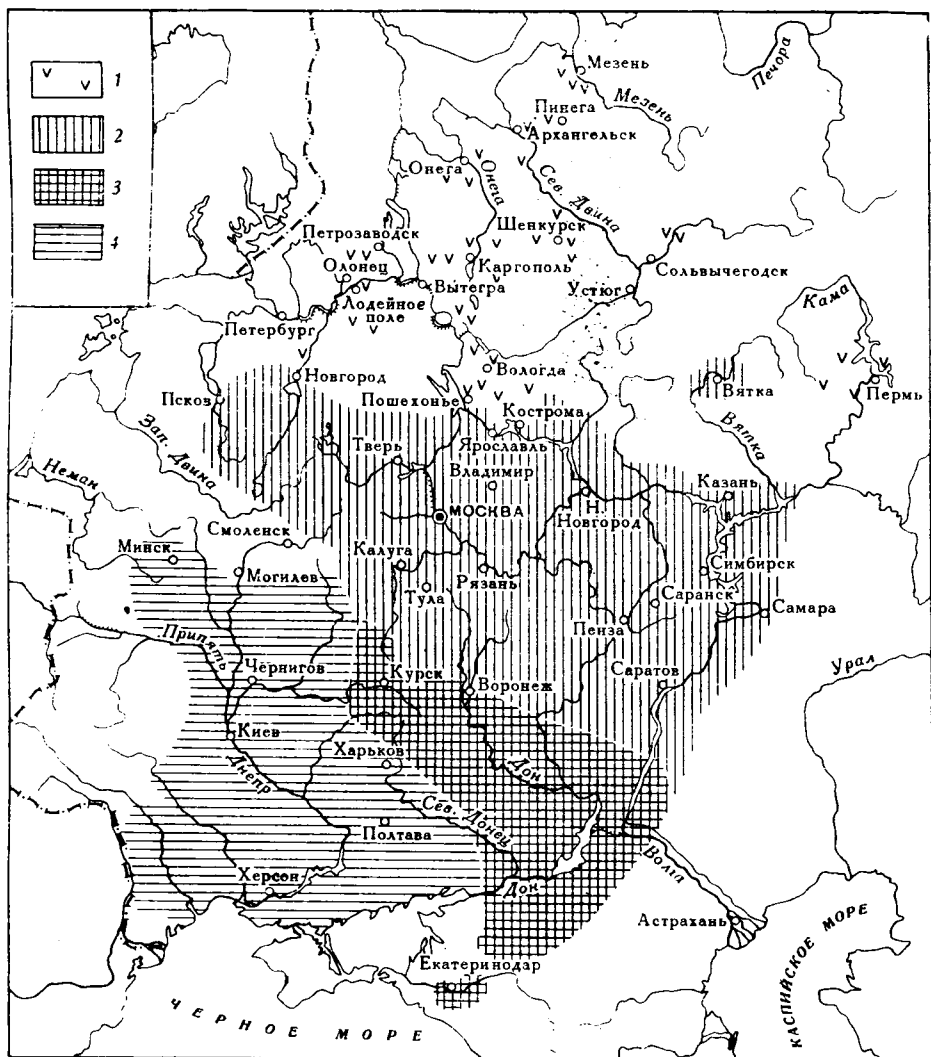 1
2
3
4
Мезень
Мезень
Печора
Пинега
Архангельск
Онега
Онега
Сев. Двина
Шенкурск
Петрозаводск
Олонец
Каргополь
Сольвычегодск
Вытегра
Устюг
Лодейное
поле
Петербург
Кама
Новгород
Вологда
Вятка
Пермь
Псков
Пошехонье
Кострома
Зап. Двина
Тверь
Ярославль
Владимир
Вятка
Неман
Казань
МОСКВА
Н.
Новгород
Смоленск
Минск
Калуга
Могилев
Рязань
Симбирск
Тула
Саранск
Самара
Пенза
Припять
Чернигов
Курск
Воронеж
Саратов
Урал
Киев
Харьков
Дон
Днепр
Сев. Донец
Полтава
Волга
Херсон
Дон
Астрахань
Екатеринодар
ЧЕРНОЕ МОРЕ
КАСПИЙСКОЕ МОРЕ